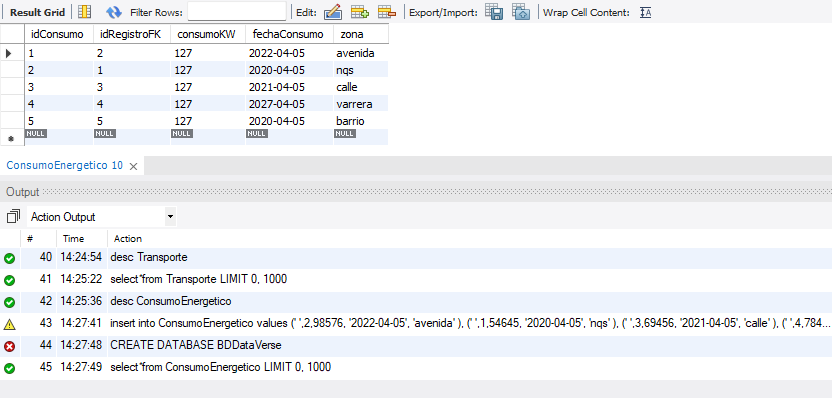 Result Grid Filter Rows: Edit: Export/Import: Wrap Cell Content:
idConsumo idRegistroFK consumoKW fechaConsumo zona
1 2 127 2022-04-05 avenida
2 1 127 2020-04-05 nqs
3 3 127 2021-04-05 calle
4 4 127 2027-04-05 varrera
5 5 127 2020-04-05 barrio
NULL NULL NULL NULL NULL
ConsumoEnergetico 10
Output
Action Output
# Time Action
40 14:24:54 desc Transporte
41 14:25:22 select*from Transporte LIMIT 0, 1000
42 14:25:36 desc ConsumoEnergetico
43 14:27:41 insert into ConsumoEnergetico values (' ',2,98576, '2022-04-05', 'avenida' ), (' ',1,54645, '2020-04-05', 'nqs' ), (' ',3,69456, '2021-04-05', 'calle' ), (' ',4,784...
44 14:27:48 CREATE DATABASE BDDataVerse
45 14:27:49 select*from ConsumoEnergetico LIMIT 0, 1000